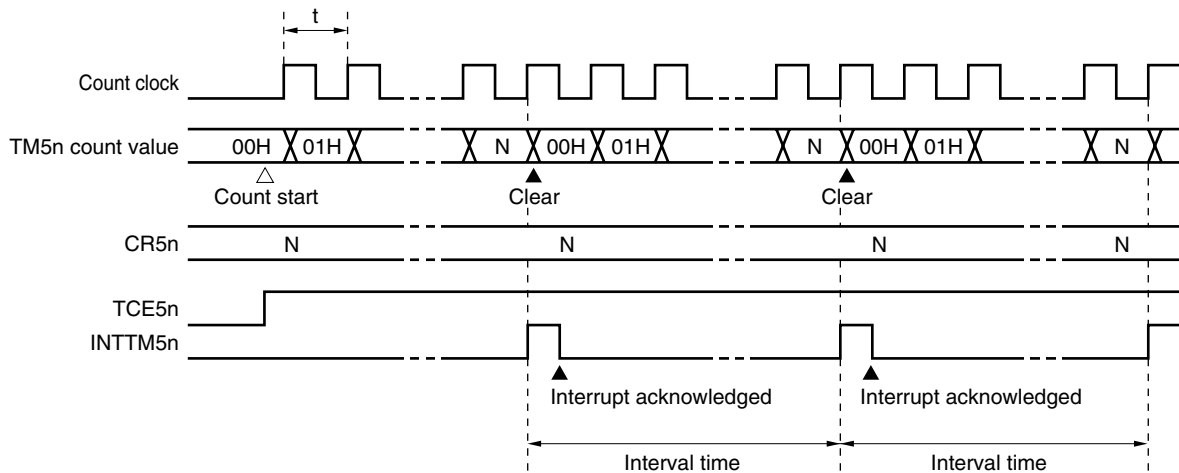 t
Count clock
TM5n count value 00H 01H N 00H 01H N 00H 01H N
Count start Clear Clear
CR5n N N N N
TCE5n
INTTM5n
Interrupt acknowledged Interrupt acknowledged
Interval time Interval time